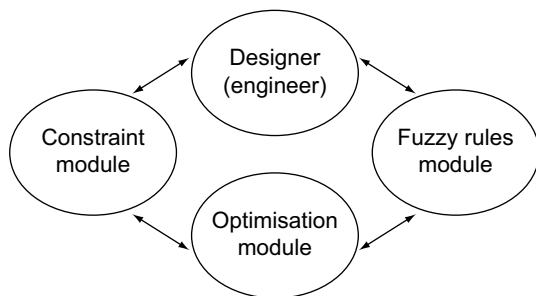 Designer
(engineer)
Constraint
module
Fuzzy rules
module
Optimisation
module